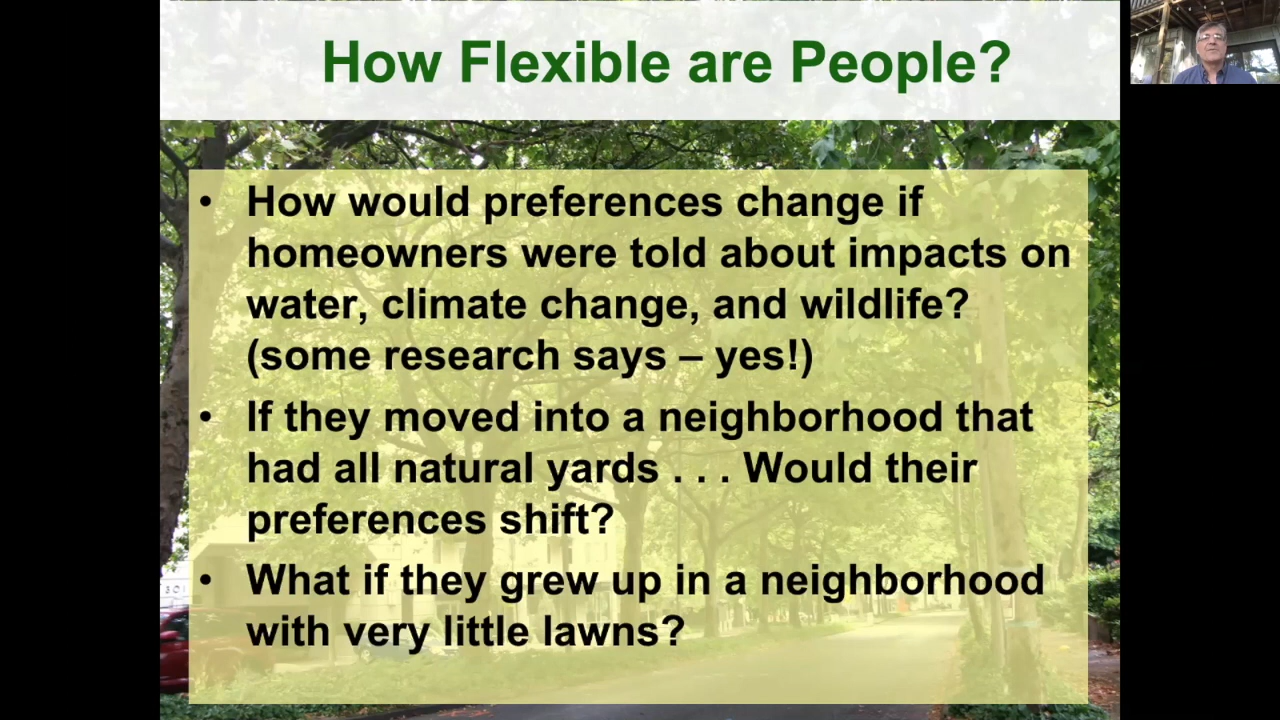 How Flexible are People?
• How would preferences change if
homeowners were told about impacts on
water, climate change, and wildlife?
(some research says – yes!)
• If they moved into a neighborhood that
had all natural yards . . . Would their
preferences shift?
• What if they grew up in a neighborhood
with very little lawns?